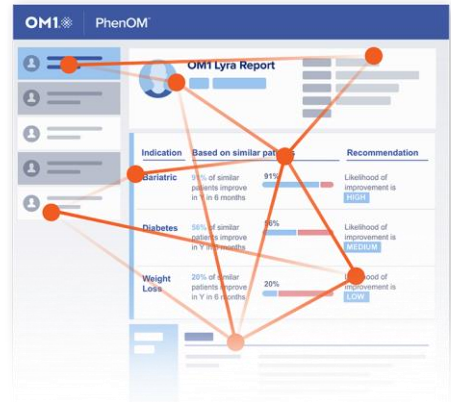 OM1 PhenOM
OM1 Lyra Report
Indication Based on similar patients Recommendation
Bariatric 91% of similar patients improve in Y in 6 months 91% Likelihood of improvement is HIGH
Diabetes 56% of similar patients improve in Y in 6 months 56% Likelihood of improvement is MEDIUM
Weight Loss 20% of similar patients improve in Y in 6 months 20% Likelihood of improvement is LOW